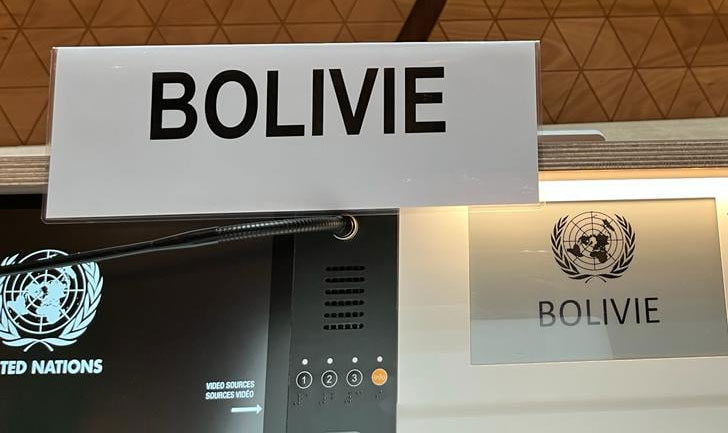 BOLIVIE
BOLIVIE
TED NATIONS
VIDEO SOURCES
SOURCES VIDÉO
1 2 3